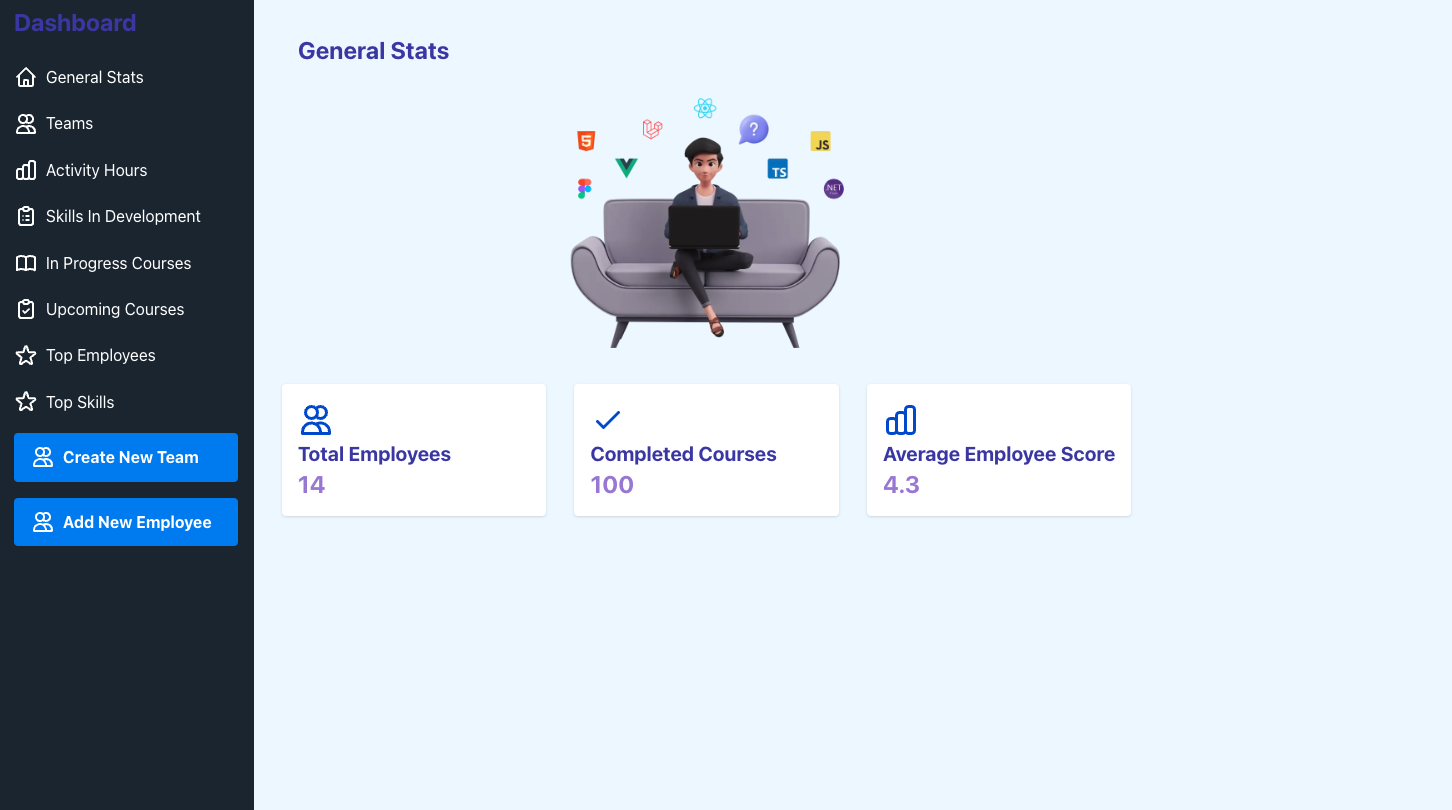 Dashboard
General Stats
Teams
Activity Hours
Skills In Development
In Progress Courses
Upcoming Courses
Top Employees
Top Skills
Create New Team
Add New Employee
General Stats
5
?
JS
TS
.NET
Total Employees
14
Completed Courses
100
Average Employee Score
4.3